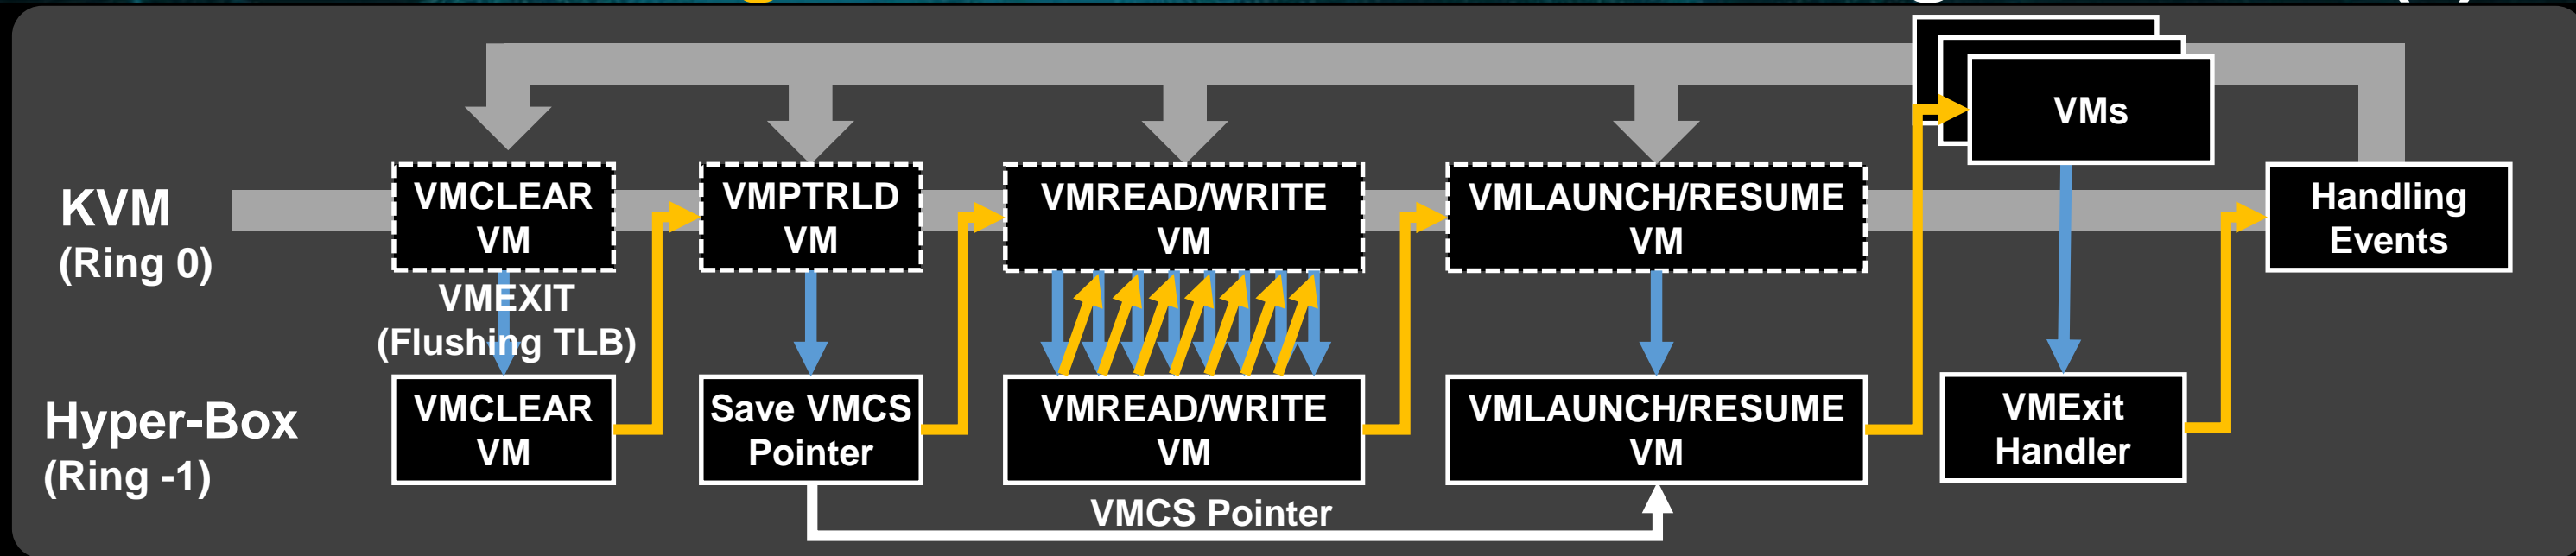 KVM
(Ring 0)
VMCLEAR
VM
VMPTRLD
VM
VMREAD/WRITE
VM
VMLAUNCH/RESUME
VM
VMs
Handling
Events
VMEXIT
(Flushing TLB)
Hyper-Box
(Ring -1)
VMCLEAR
VM
Save VMCS
Pointer
VMREAD/WRITE
VM
VMLAUNCH/RESUME
VM
VMExit
Handler
VMCS Pointer